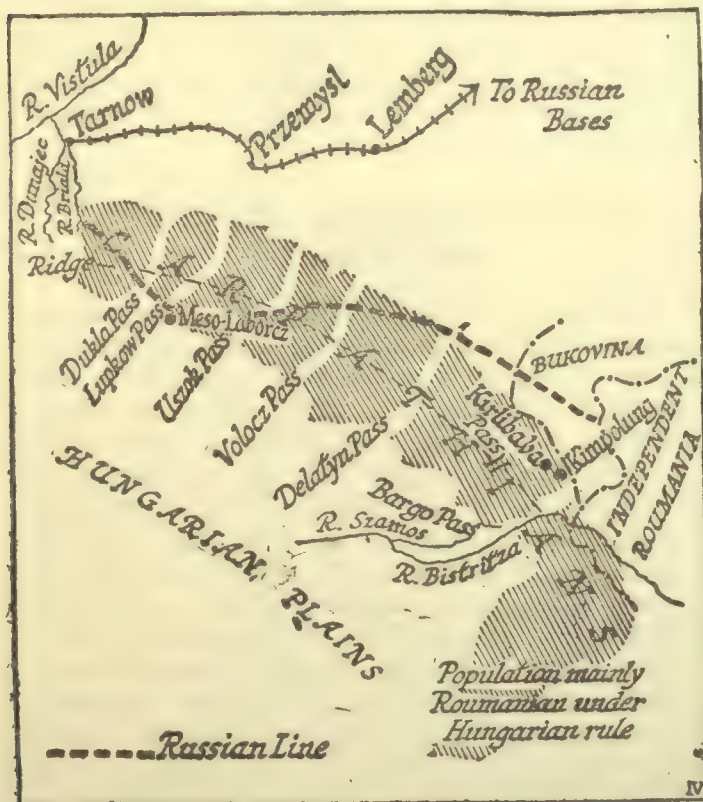 R. Vistula
Tarnow
Przemysl
Lemberg
To Russian
Bases
R. Dunajec
R. Briala
Ridge
CARPATHIANS
Dukla Pass
Lupkow Pass
Meso-Laborcz
Uszok Pass
Volocz Pass
Delatyn Pass
BUKOVINA
Kirlibaba
Pass
Kimpolung
INDEPENDENT
ROUMANIA
Bargo Pass
R. Szamos
R. Bistritza
HUNGARIAN PLAINS
Population mainly
Roumanian under
Hungarian rule
Russian Line
IV